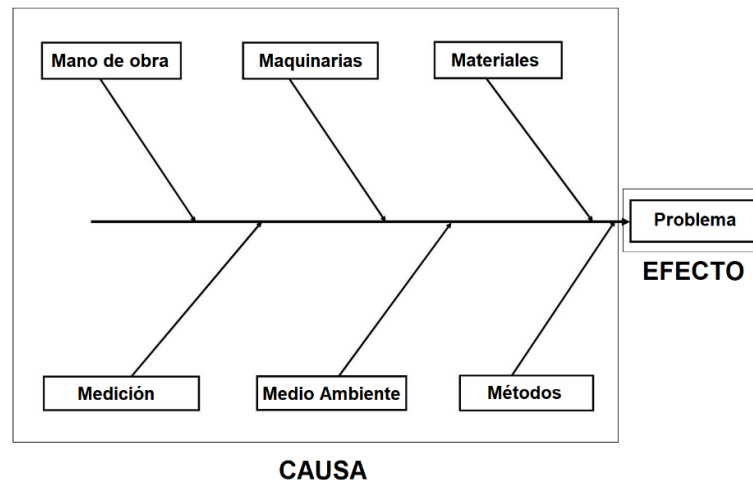 Mano de obra
Maquinarias
Materiales
Problema
EFECTO
Medición
Medio Ambiente
Métodos
CAUSA